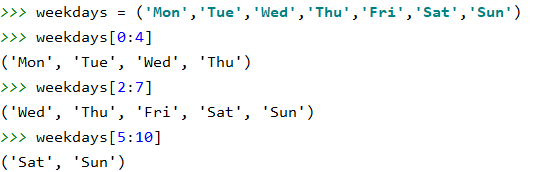 >>> weekdays = ('Mon','Tue','Wed','Thu','Fri','Sat','Sun')
>>> weekdays[0:4]
('Mon', 'Tue', 'Wed', 'Thu')
>>> weekdays[2:7]
('Wed', 'Thu', 'Fri', 'Sat', 'Sun')
>>> weekdays[5:10]
('Sat', 'Sun')